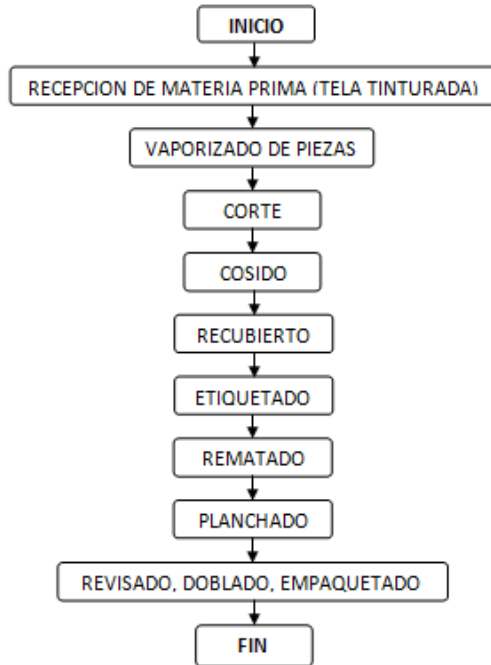 INICIO
RECEPCION DE MATERIA PRIMA (TELA TINTURADA)
VAPORIZADO DE PIEZAS
CORTE
COSIDO
RECUBIERTO
ETIQUETADO
REMATADO
PLANCHADO
REVISADO, DOBLADO, EMPAQUETADO
FIN